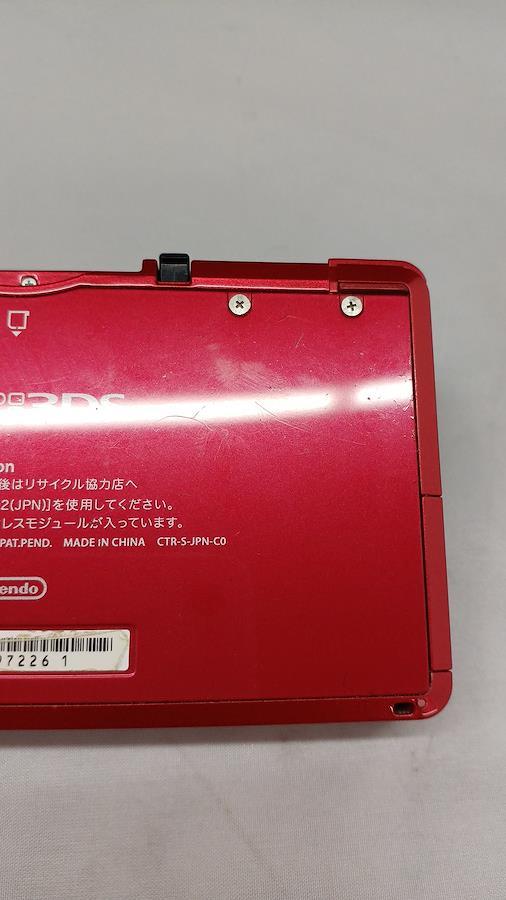 3DS
on
後はリサイクル協力店へ
2(JPN)]を使用してください。
レスモジュールが入っています。
PAT.PEND. MADE IN CHINA CTR-S-JPN-C0
endo
97226 1